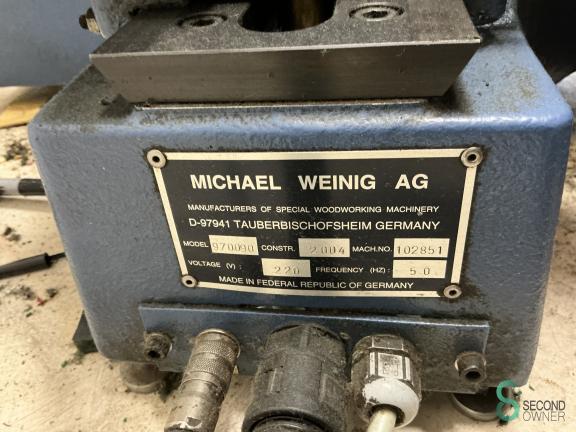 MICHAEL WEINIG AG
MANUFACTURERS OF SPECIAL WOODWORKING MACHINERY
D-97941 TAUBERBISCHOFSHEIM GERMANY
MODEL 970090 CONSTR. 2004 MACH.NO. 102851
VOLTAGE (V) : 220 FREQUENCY (HZ) : 50
MADE IN FEDERAL REPUBLIC OF GERMANY
SECOND
OWNER